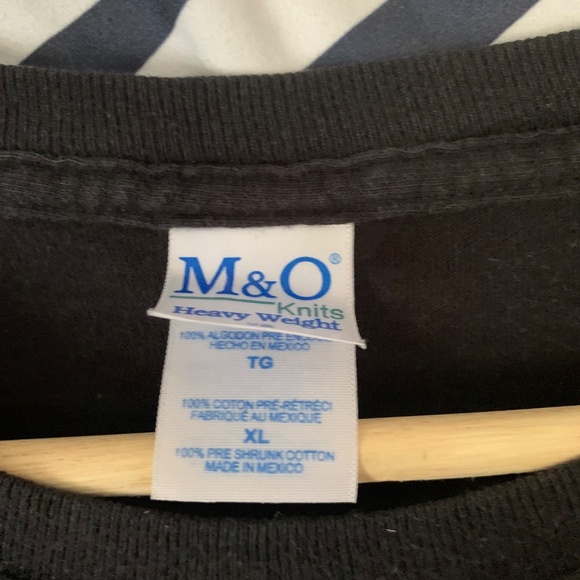 M&O®
Knits
Heavy Weight
100% ALGODON PRE
HECHO EN MEXICO
TG
100% COTON PRÉ-RÉTRÉCI
FABRIQUÉ AU MEXIQUE
XL
100% PRE SHRUNK COTTON
MADE IN MEXICO